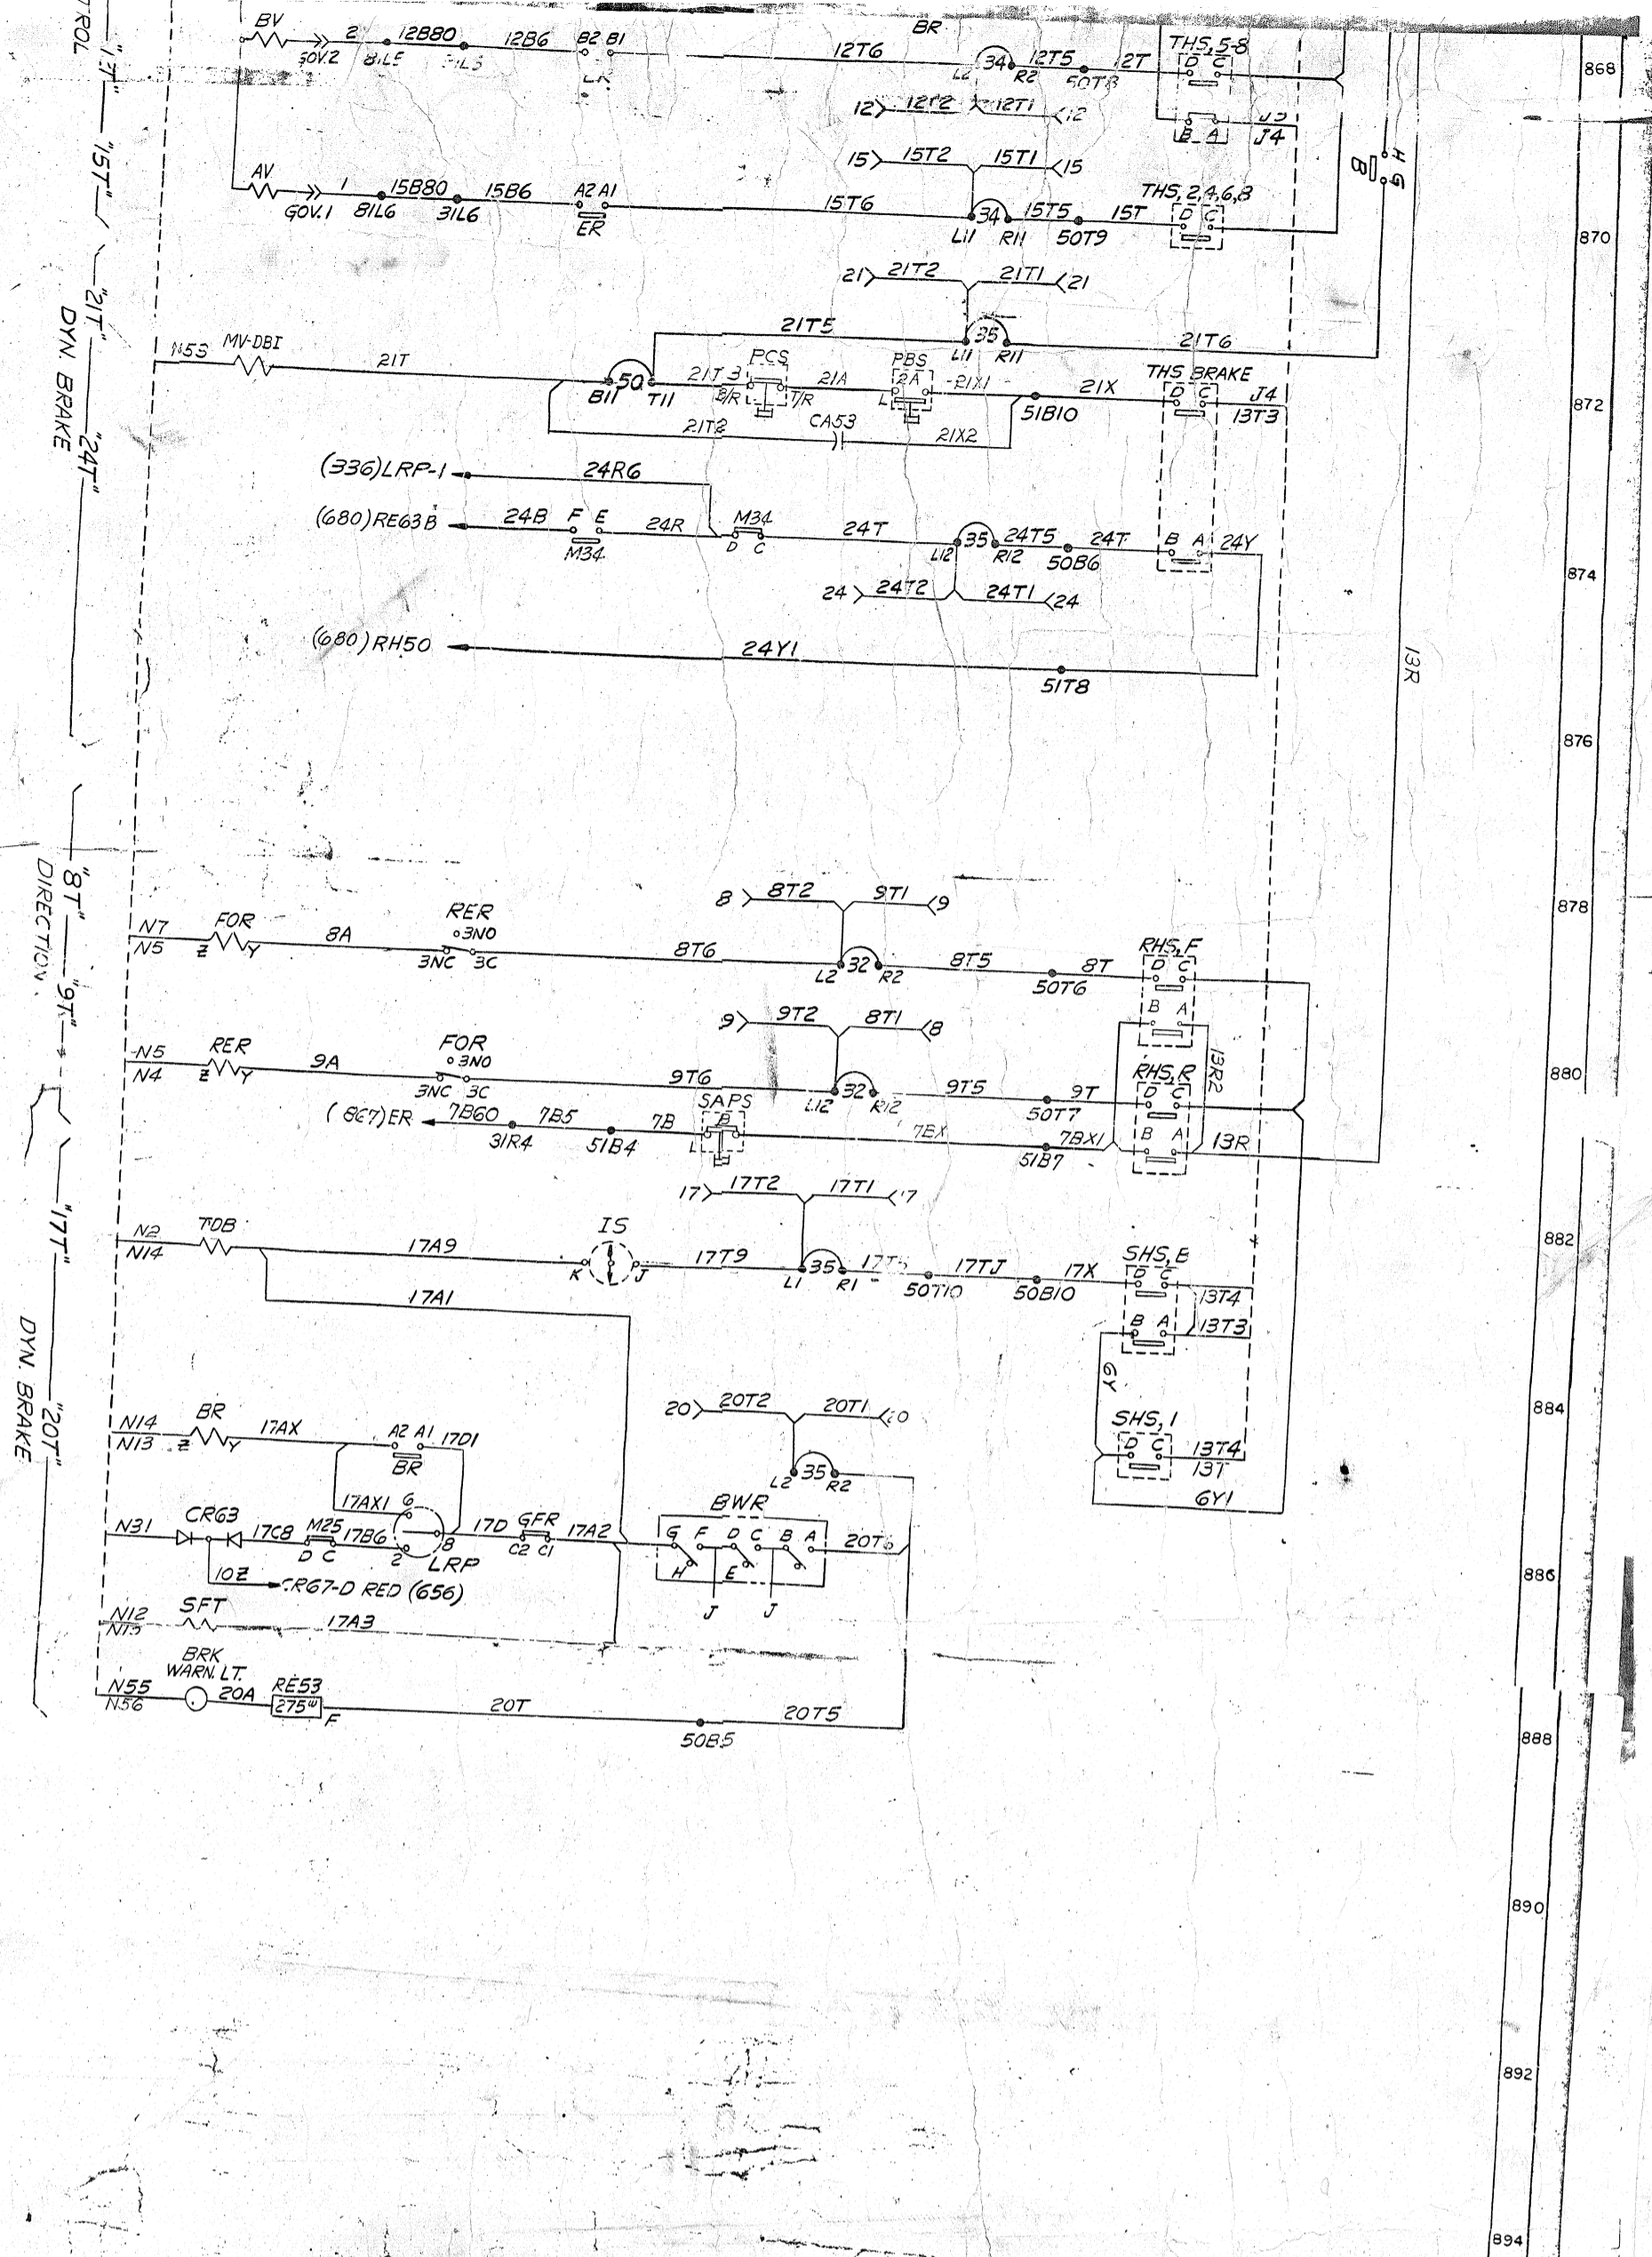 BR
BV 2 12B80 12B6 B2 B1 12T6 34 12T5 12T THS, 5-8
D C
868
GOV.2 81L5 L2 R2 50T8
12 12T2 12T1 12
B A J4
H G
B
15 15T2 15T1 15
AV 1 15B80 15B6 A2 A1 15T6 34 15T5 15T THS, 2,4,6,8
D C
GOV.1 81L6 31L6 ER L11 R11 50T9
870
21 21T2 21T1 21
21T5 35 21T6
L11 R11
N53 MV-DBI 21T 50 21T3 PCS 21A PBS 2A 21X1 21X THS BRAKE
D C J4
13T3
B11 T11 B/R T/R L 51B10
872
21T2 CA53 21X2
(336)LRP-1 24R6
(680)RE63B 24B F E 24R M34 24T 35 24T5 24T B A 24Y
M34 D C L12 R12 50B6
874
24 24T2 24T1 24
(680)RH50 24Y1
51T8
13R
876
8 8T2 9T1 9
878
N7 FOR 8A RER
3NO
8T6 32 8T5 8T RHS, F
D C
N5 Z Y 3NC 3C L2 R2 50T6
B A
9 9T2 8T1 8
13R2
N5 RER 9A FOR
3NO
9T6 32 9T5 9T RHS, R
D C
880
N4 Z Y 3NC 3C L12 R12 50T7
(867)ER 7B60 7B5 7B SAPS
B
7BX 7BX1 B A 13R
31R4 51B4 L 51B7
17 17T2 17T1 17
N2 TDB 17A9 IS 17T9 35 17T5 17TJ 17X SHS, B
D C
882
N14 K J L1 R1 50T10 50B10 13T4
17A1
B A 13T3
6Y
20 20T2 20T1 20
884
N14 BR 17AX A2 A1 17D1 SHS, 1
D C 13T4
13T
N13 Z Y BR L2 35 R2
6Y1
17AX1 6
N31 CR63 17C8 M25 17B6 8 17D GFR 17A2 BWR
G F D C B A 20T6
D C 2 LRP C2 C1 H E
J J
10Z CR67-D RED (656)
886
N12 SFT 17A3
BRK
WARN. LT.
N55 20A RE53 20T 20T5
N56 275W F 50B5
888
890
892
894
TROL
"15T" "21T" "24T"
DYN. BRAKE
"8T" "9T"
DIRECTION
"17T" "20T"
DYN. BRAKE